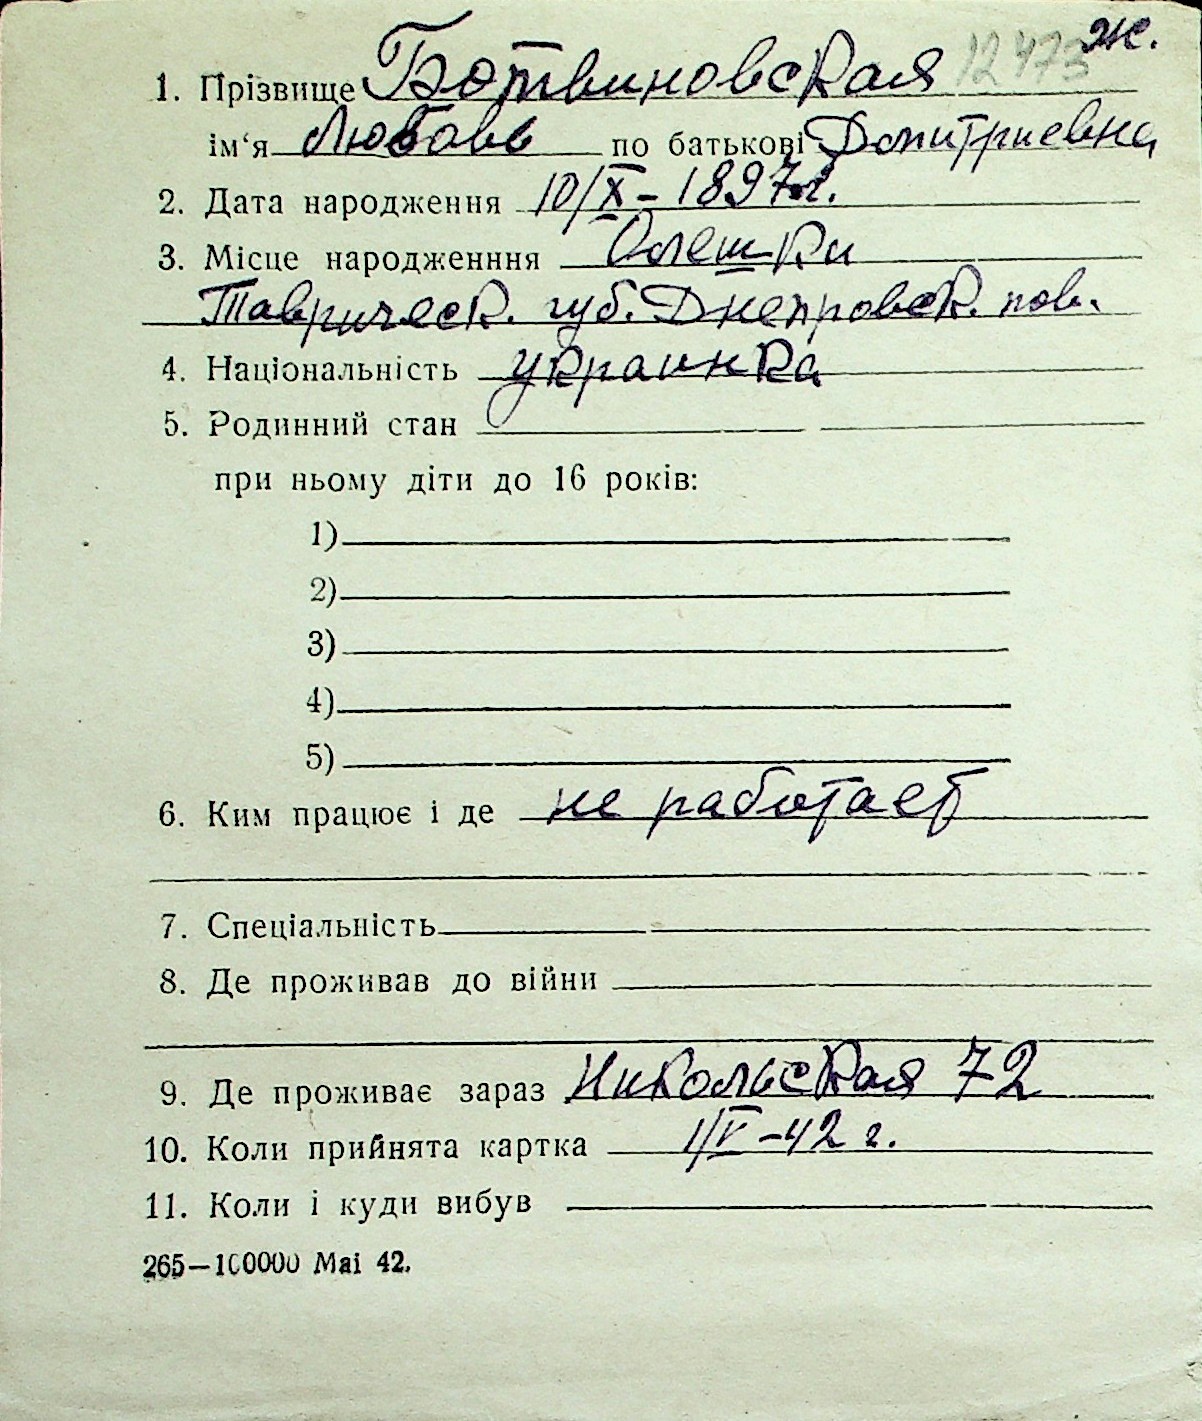 ж.
1. Прізвище Ботвиновская 12473
ім‘я Любовь по батькові Дмитриевна
2. Дата народження 10/X - 1897 г.
3. Місце народженння Олешки
Таврическ. губ. Днепровск. пов.
4. Національність украинка
5. Родинний стан
при ньому діти до 16 років:
1)
2)
3)
4)
5)
6. Ким працює і де не работает
7. Спеціальність
8. Де проживав до війни
9. Де проживає зараз Никольская 72
10. Коли прийнята картка 1/V - 42 г.
11. Коли і куди вибув
265—100000 Mai 42.